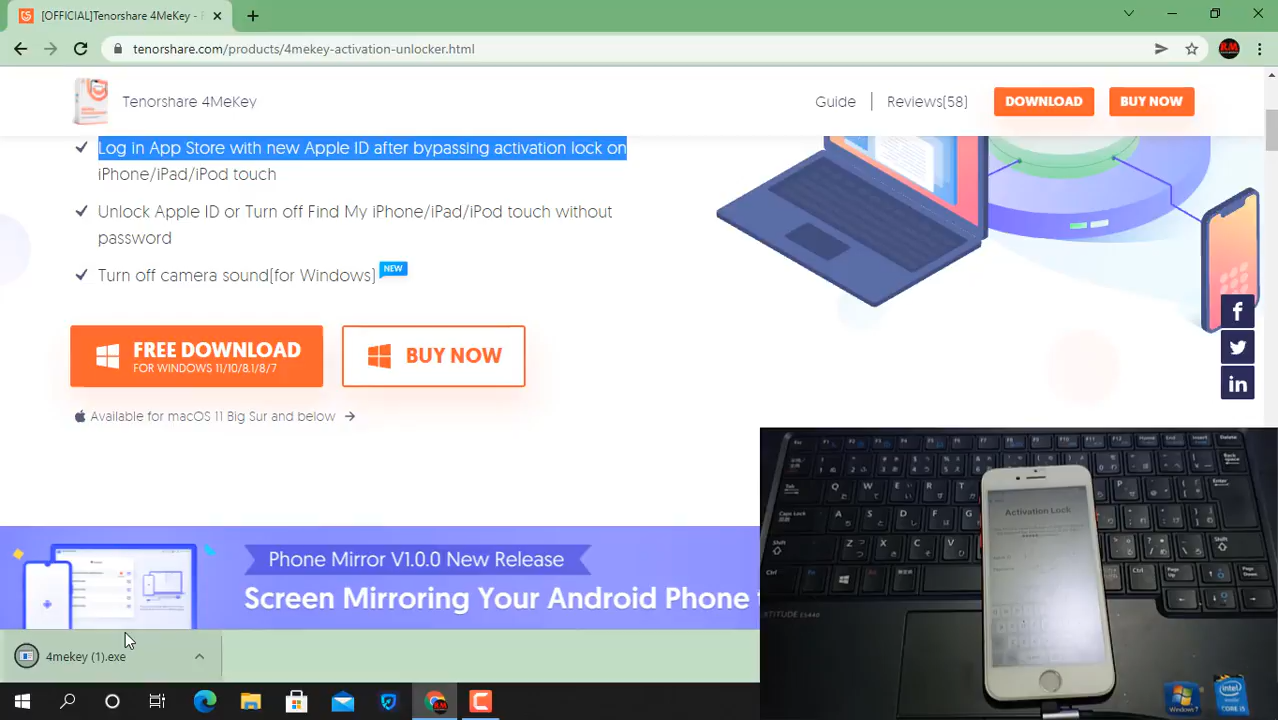 [OFFICIAL]Tenorshare 4MeKey -
tenorshare.com/products/4mekey-activation-unlocker.html
Tenorshare 4MeKey
Guide
Reviews(58)
DOWNLOAD
BUY NOW
Log in App Store with new Apple ID after bypassing activation lock on
iPhone/iPad/iPod touch
Unlock Apple ID or Turn off Find My iPhone/iPad/iPod touch without
password
Turn off camera sound(for Windows)
NEW
FREE DOWNLOAD
FOR WINDOWS 11/10/8.1/8/7
BUY NOW
Available for macOS 11 Big Sur and below
Phone Mirror V1.0.0 New Release
Screen Mirroring Your Android Phone
4mekey (1).exe
Activation Lock